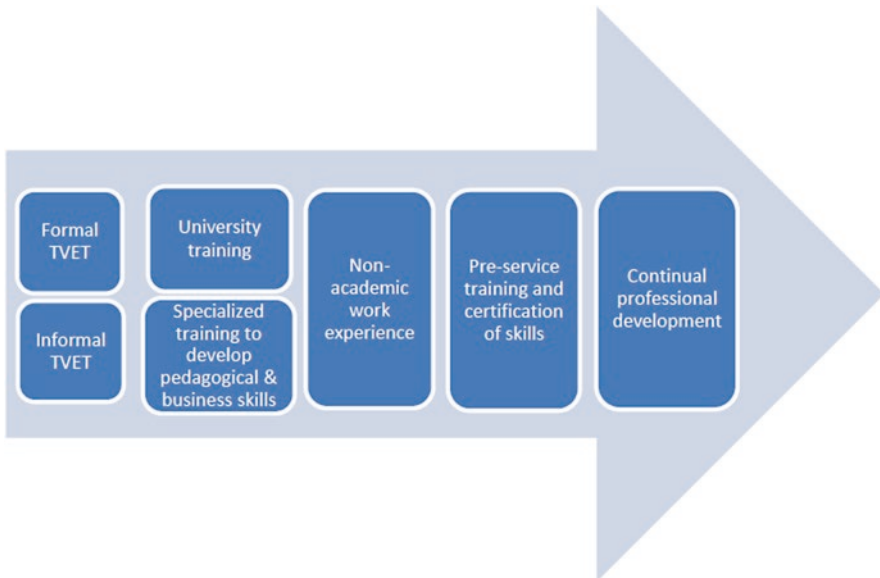 Formal
TVET
Informal
TVET
University
training
Specialized
training to
develop
pedagogical &
business skills
Non-
academic
work
experience
Pre-service
training and
certification
of skills
Continual
professional
development